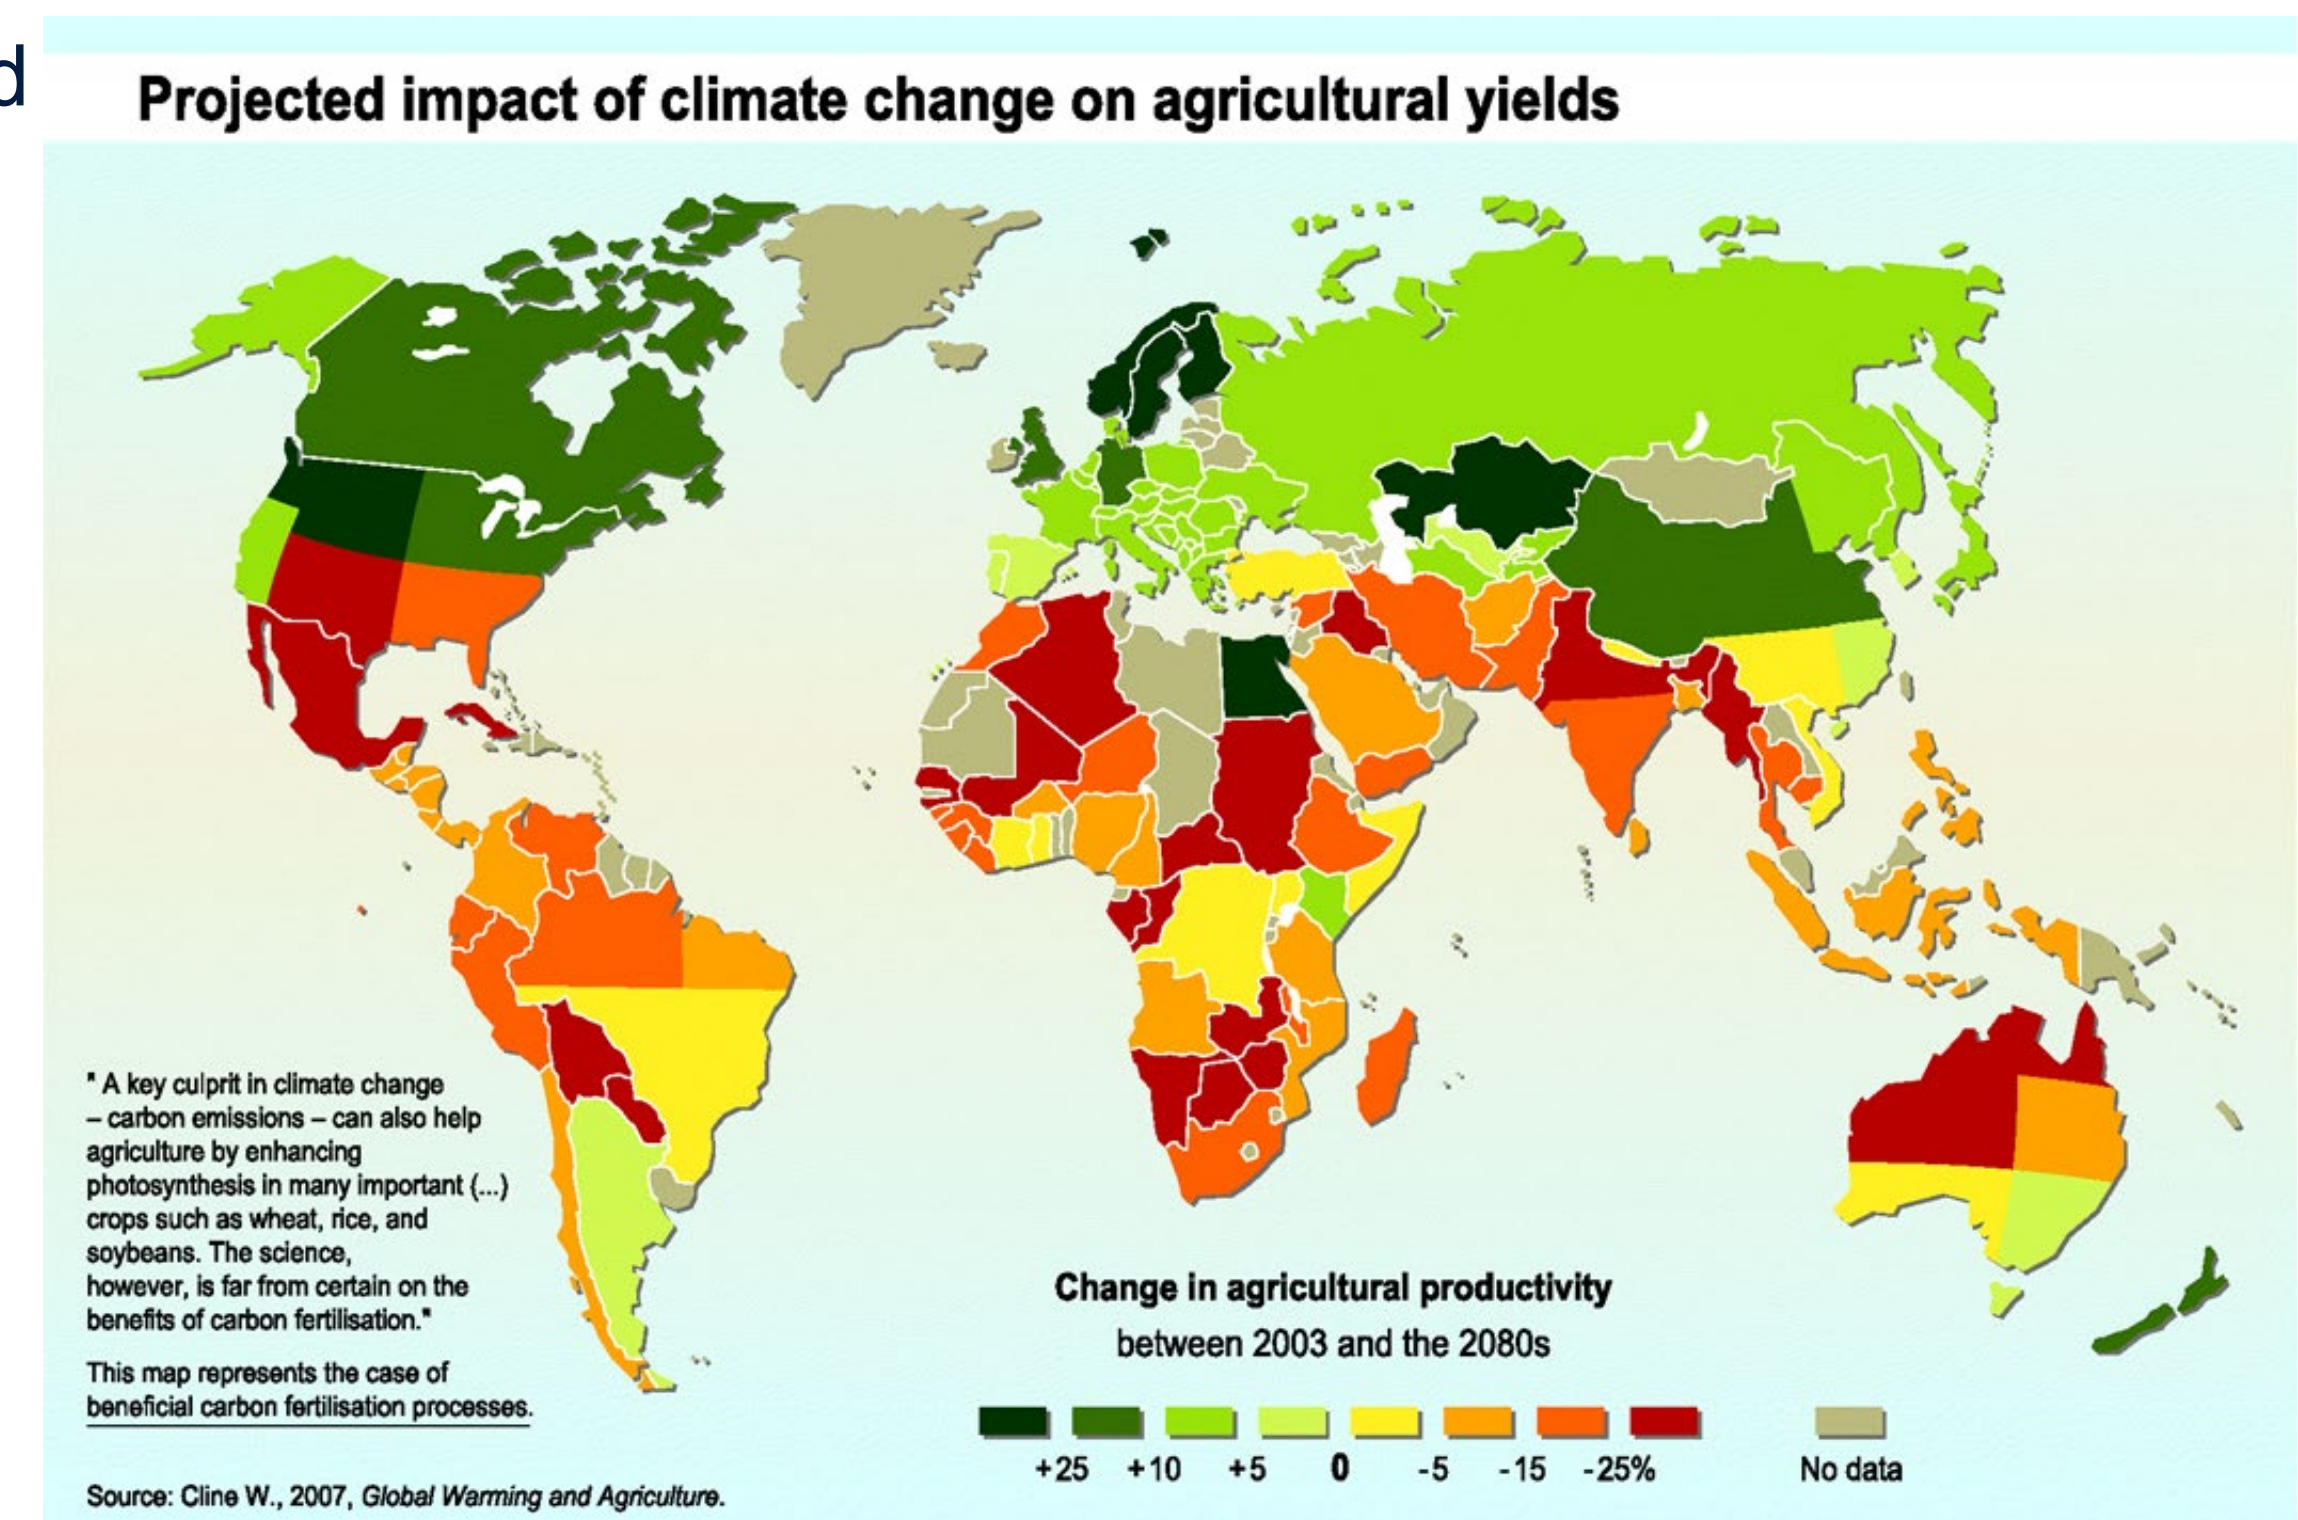 d
Projected impact of climate change on agricultural yields
" A key culprit in climate change
– carbon emissions – can also help
agriculture by enhancing
photosynthesis in many important (...)
crops such as wheat, rice, and
soybeans. The science,
however, is far from certain on the
benefits of carbon fertilisation."
This map represents the case of
beneficial carbon fertilisation processes.
Source: Cline W., 2007, Global Warming and Agriculture.
Change in agricultural productivity
between 2003 and the 2080s
+25 +10 +5 0 -5 -15 -25% No data